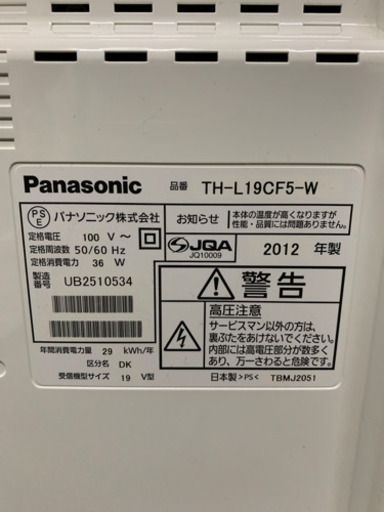 Panasonic 品番 TH-L19CF5-W
PS
E
パナソニック株式会社
定格電圧 100 V ～
定格周波数 50/60 Hz
定格消費電力 36 W
製造
番号 UB2510534
お知らせ
本体の温度が高くなりますが、
性能・品質には問題ありません。
JQA
JQ10009
2012 年製
警告
高圧注意
サービスマン以外の方は、
裏ぶたをあけないでください。
内部には高電圧部分が数多く
あり、万一さわると危険です。
年間消費電力量 29 kWh/年
区分名 DK
受信機型サイズ 19 V型
日本製 >PS< TBMJ2051